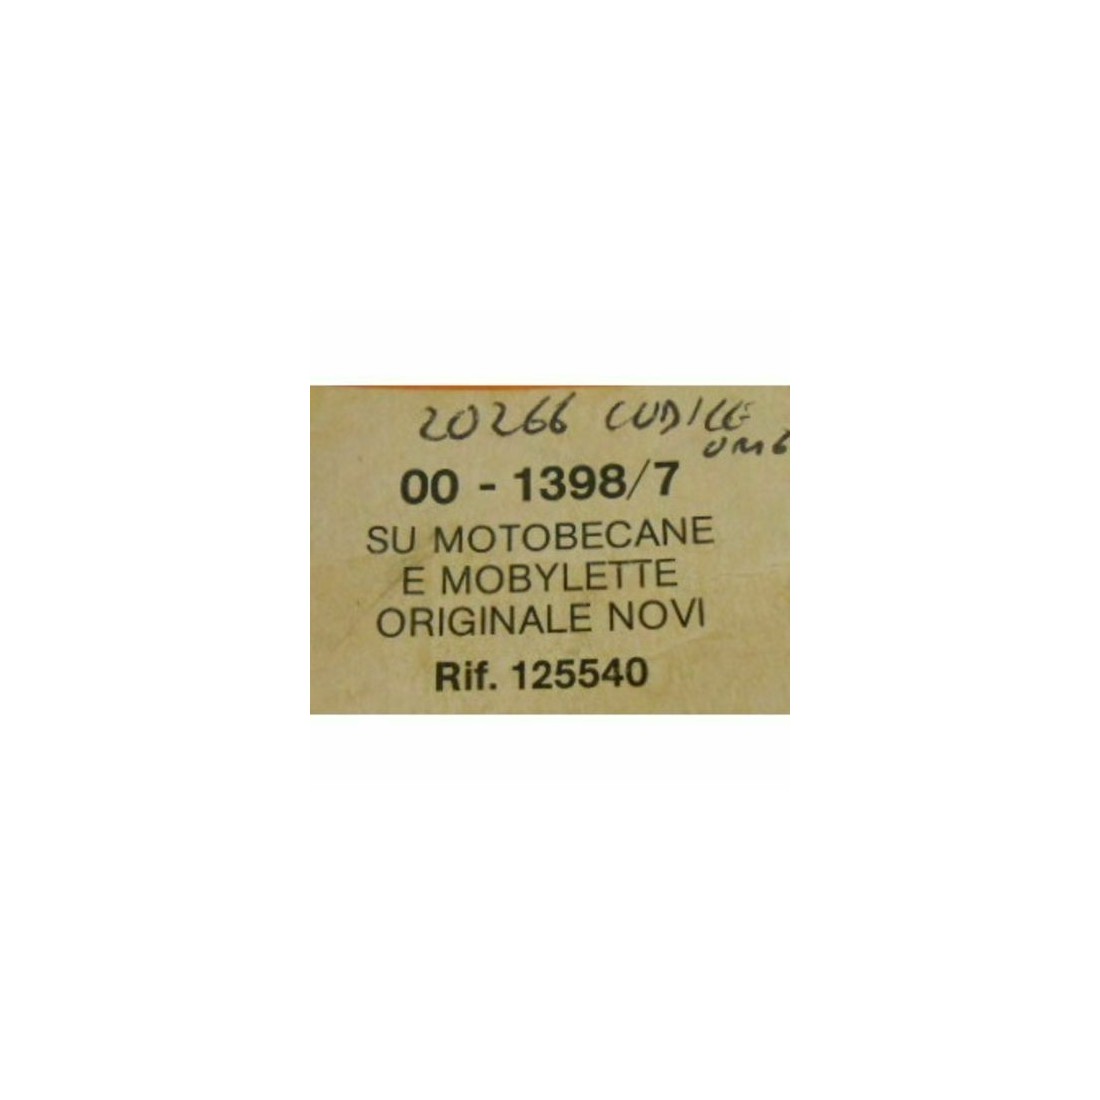 20266 CODICE
00 - 1398/7
SU MOTOBECANE
E MOBYLETTE
ORIGINALE NOVI
Rif. 125540